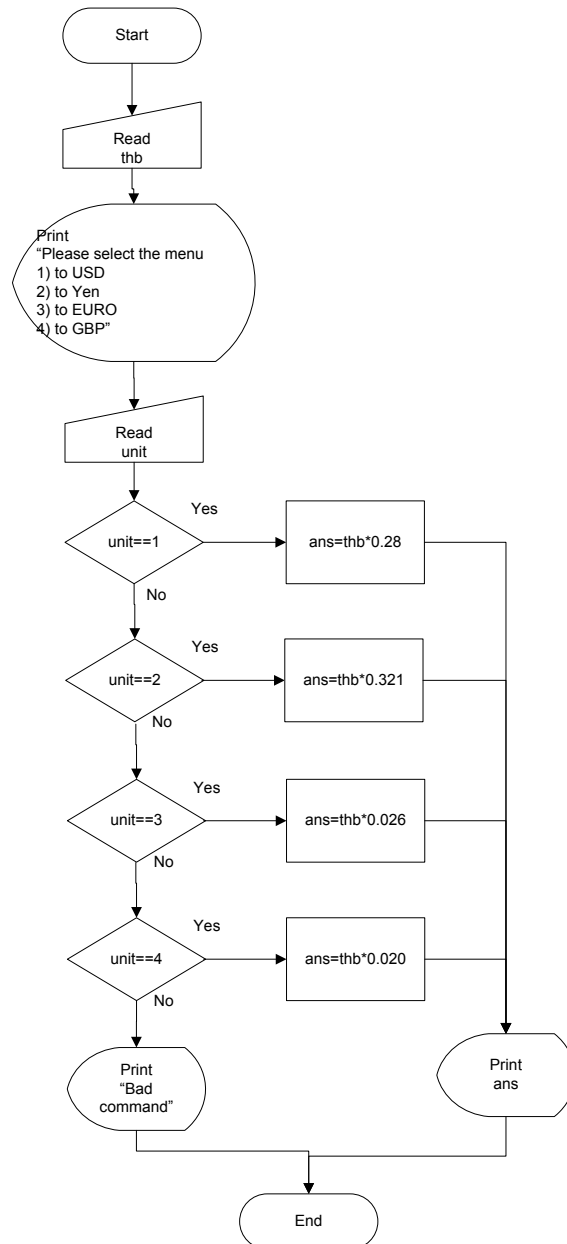 Start
Read
thb
Print
“Please select the menu
1) to USD
2) to Yen
3) to EURO
4) to GBP”
Read
unit
unit==1
Yes
ans=thb*0.28
No
unit==2
Yes
ans=thb*0.321
No
unit==3
Yes
ans=thb*0.026
No
unit==4
Yes
ans=thb*0.020
No
Print
“Bad
command”
Print
ans
End